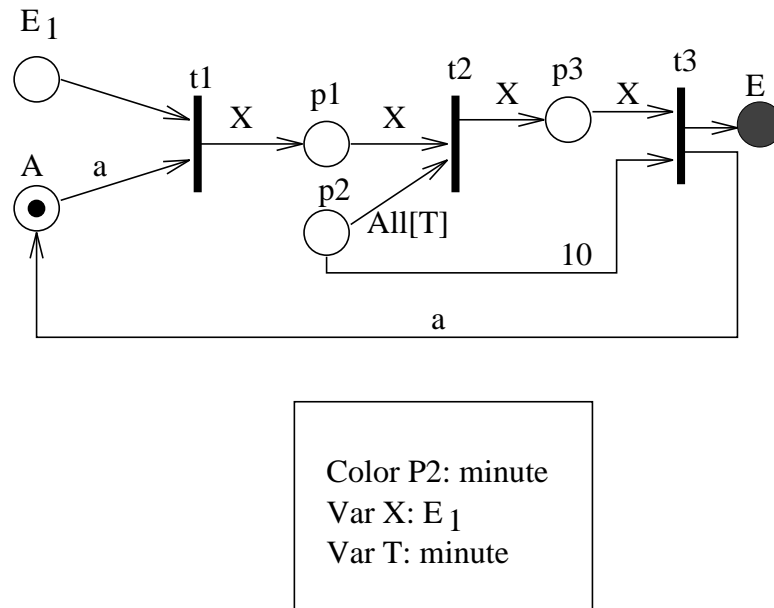 E1
t1
t2
p3
t3
E
X
p1
X
X
X
A
a
p2
All[T]
10
a
Color P2: minute
Var X: E1
Var T: minute